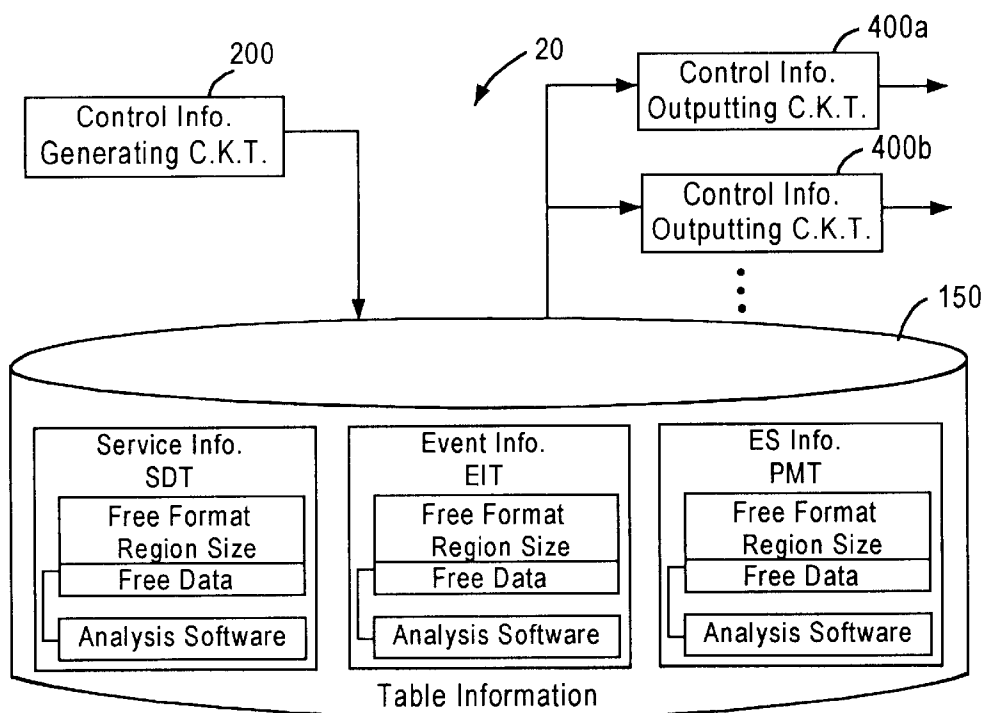 200
Control Info.
Generating C.K.T.
20
400a
Control Info.
Outputting C.K.T.
400b
Control Info.
Outputting C.K.T.
150
Service Info.
SDT
Free Format
Region Size
Free Data
Analysis Software
Event Info.
EIT
Free Format
Region Size
Free Data
Analysis Software
ES Info.
PMT
Free Format
Region Size
Free Data
Analysis Software
Table Information